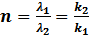 n = λ₁/λ₂ = k₂/k₁